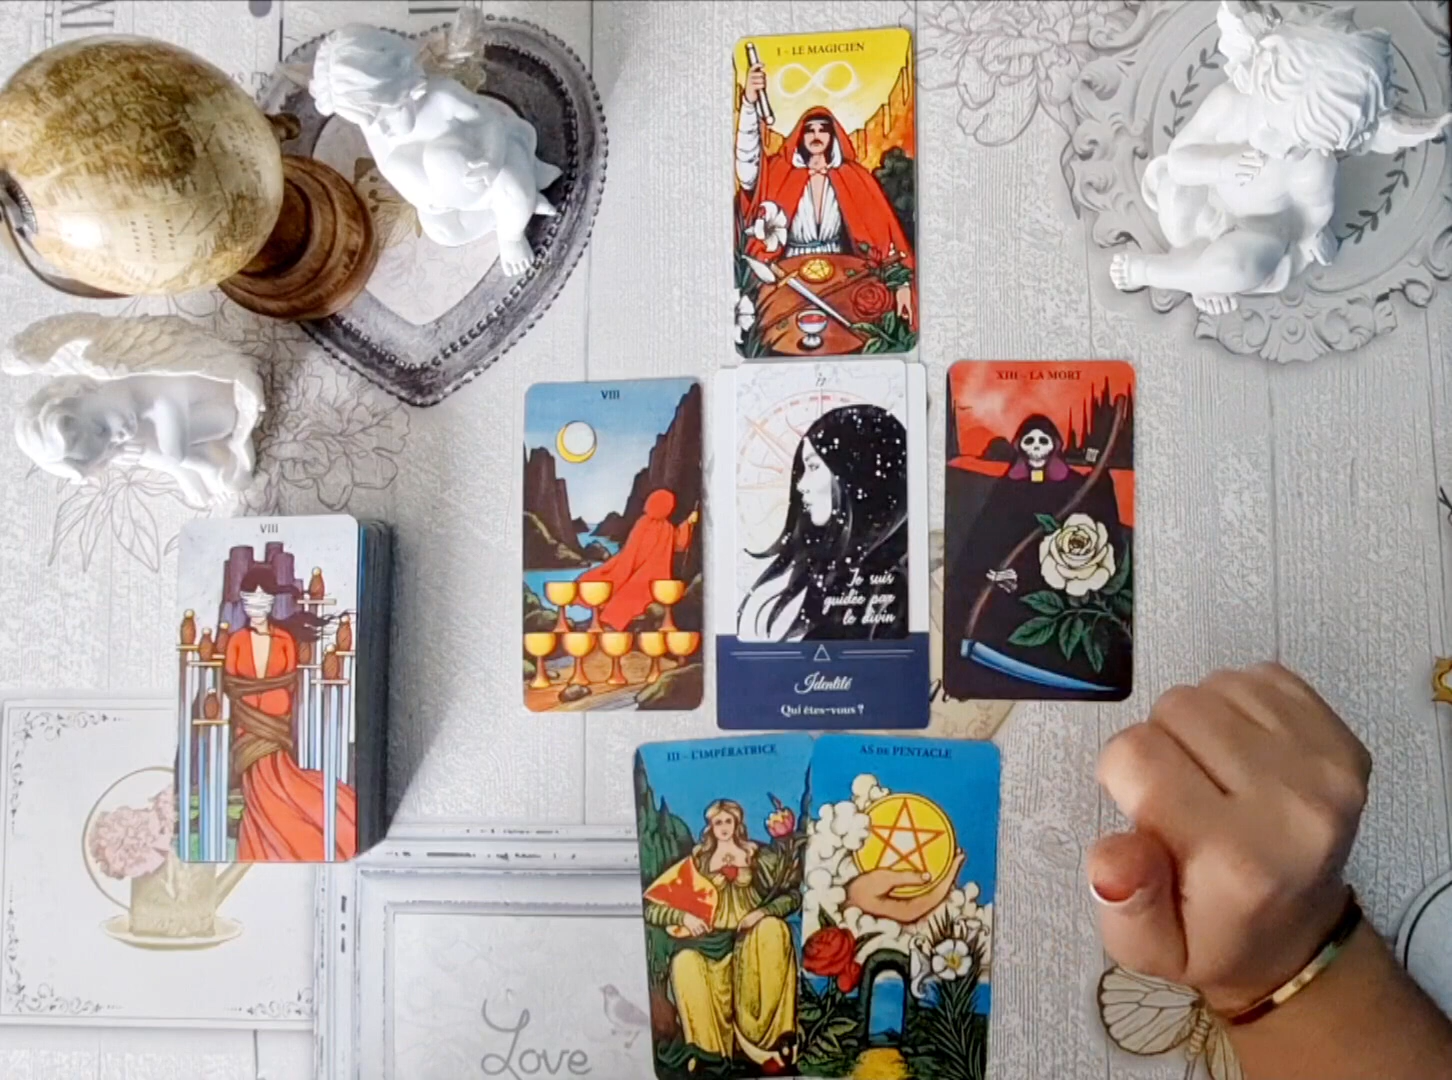 I - LE MAGICIEN
VIII
XIII - LA MORT
Je suis
guidée par
le divin
Identité
Qui êtes-vous ?
VIII
III - L'IMPÉRATRICE
AS DE PENTACLE
Love